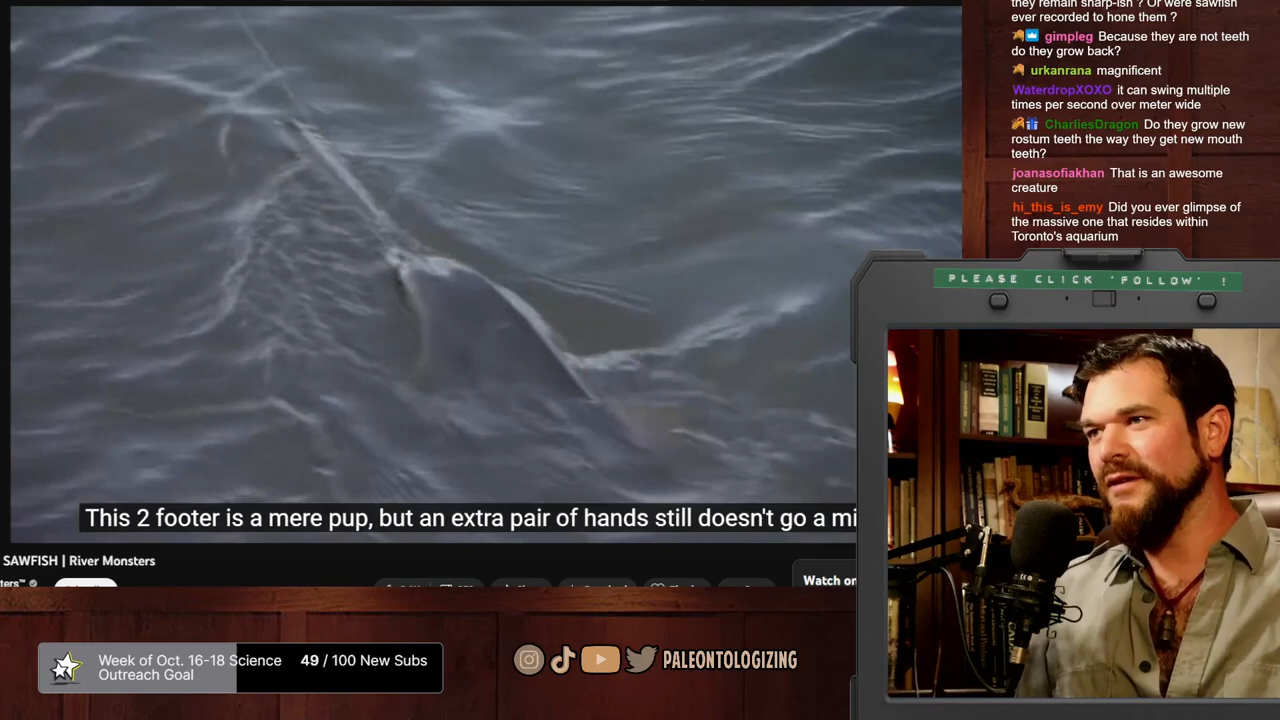 they remain sharp-ish ? Or were sawfish
ever recorded to hone them ?
gimpleg Because they are not teeth
do they grow back?
urkanrana magnificent
WaterdropXOXO it can swing multiple
times per second over meter wide
CharliesDragon Do they grow new
rostum teeth the way they get new mouth
teeth?
joanasofiakhan That is an awesome
creature
hi_this_is_emy Did you ever glimpse of
the massive one that resides within
Toronto's aquarium
PLEASE CLICK 'FOLLOW' !
This 2 footer is a mere pup, but an extra pair of hands still doesn't go a mi
SAWFISH | River Monsters
ters™
Watch on
Week of Oct. 16-18 Science 49 / 100 New Subs
Outreach Goal
PALEONTOLOGIZING